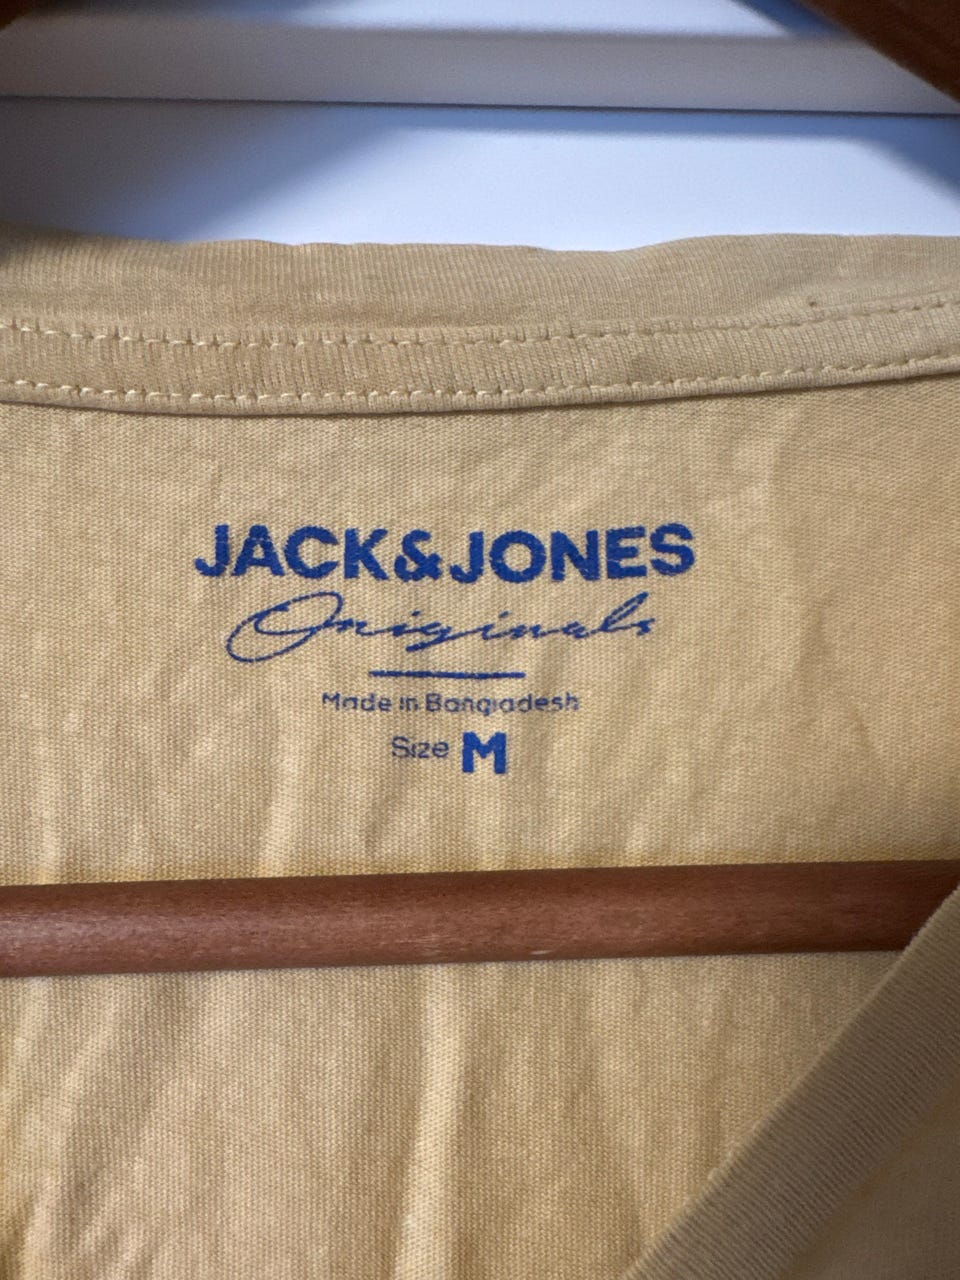 JACK&JONES
Originals
Made in Bangladesh
Size M